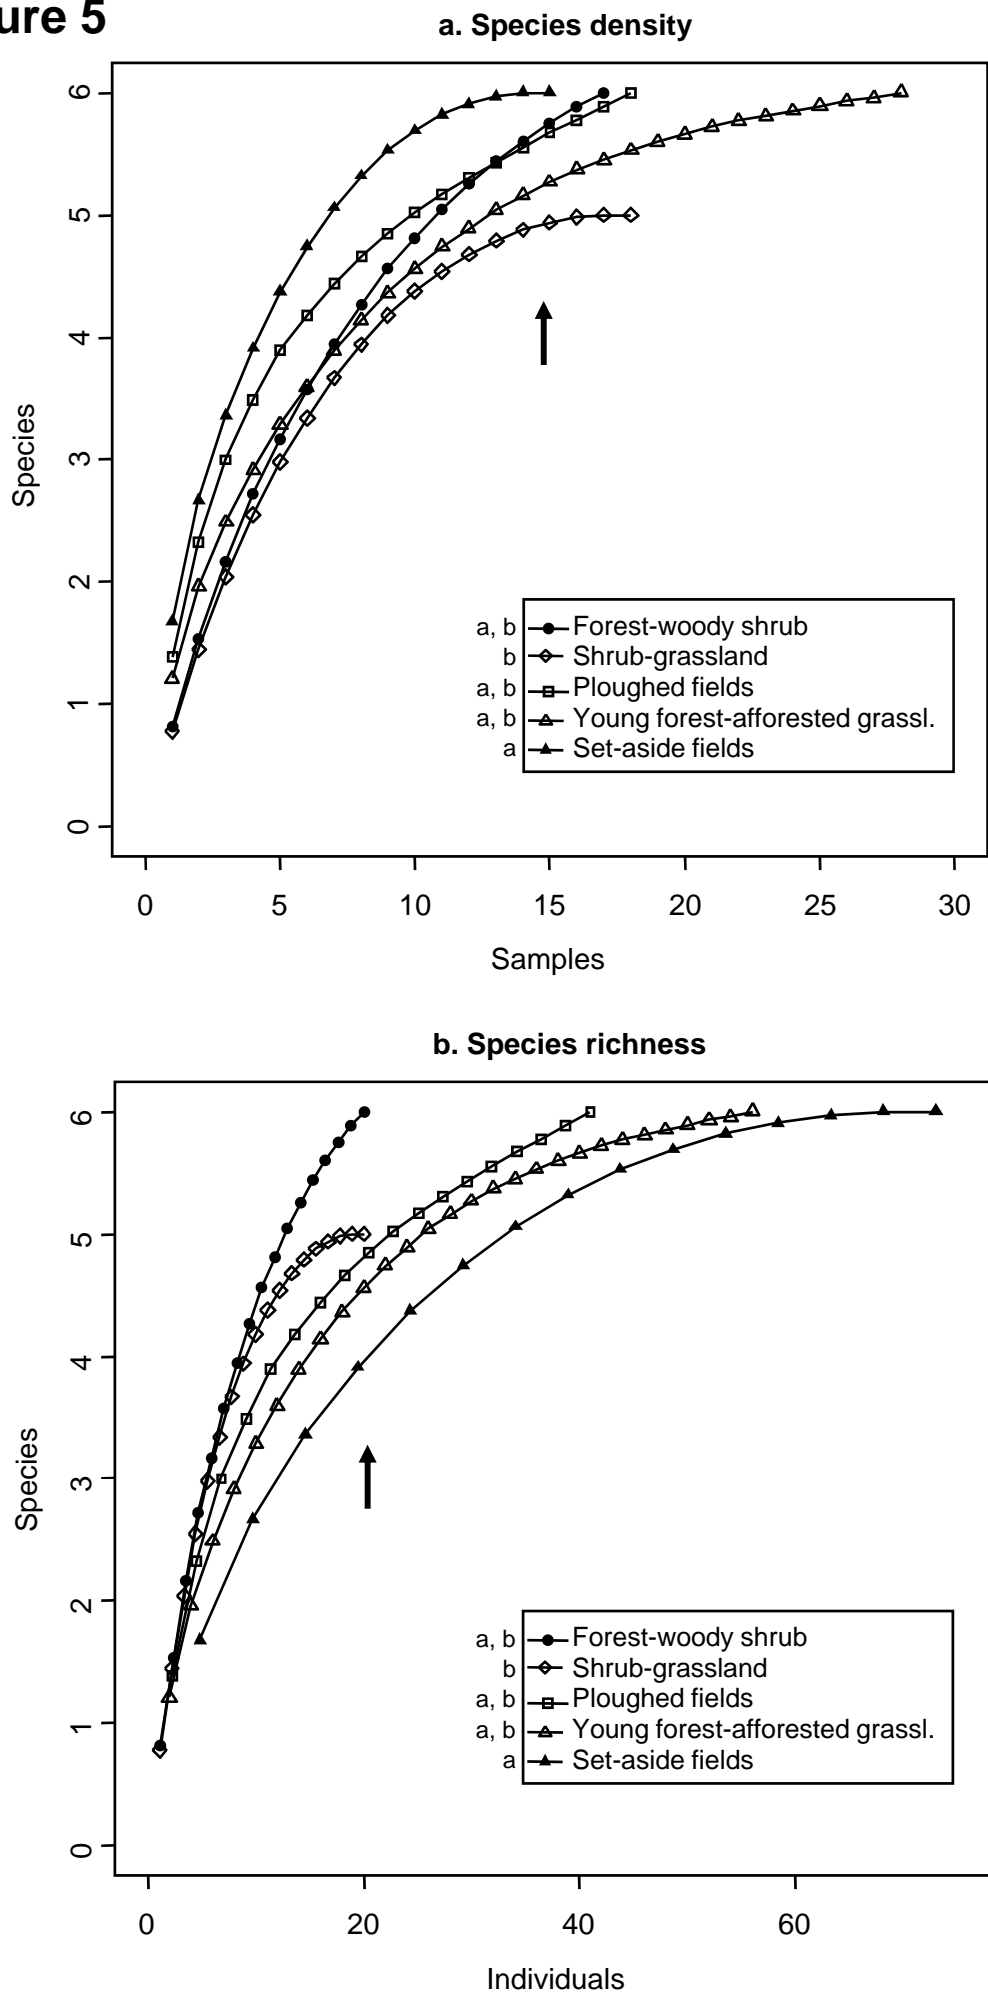 ure 5
a. Species density
6
5
4
3
2
1
0
Species
a, b Forest-woody shrub
b Shrub-grassland
a, b Ploughed fields
a, b Young forest-afforested grassl.
a Set-aside fields
0 5 10 15 20 25 30
Samples
b. Species richness
6
5
4
3
2
1
0
Species
a, b Forest-woody shrub
b Shrub-grassland
a, b Ploughed fields
a, b Young forest-afforested grassl.
a Set-aside fields
0 20 40 60
Individuals